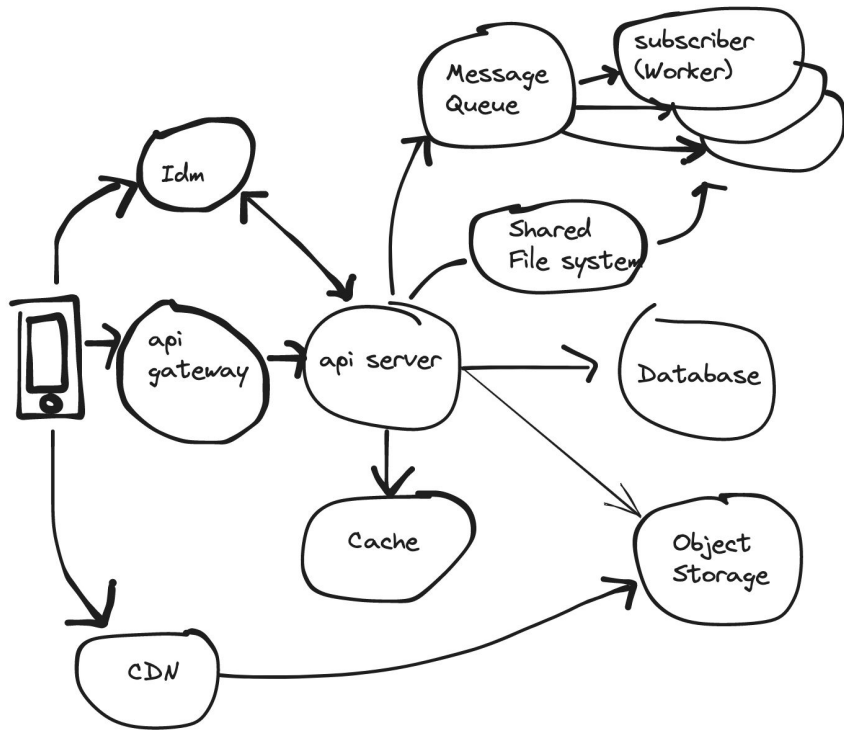 subscriber
(Worker)
Message
Queue
Idm
Shared
File system
api
gateway
api server
Database
Cache
Object
Storage
CDN